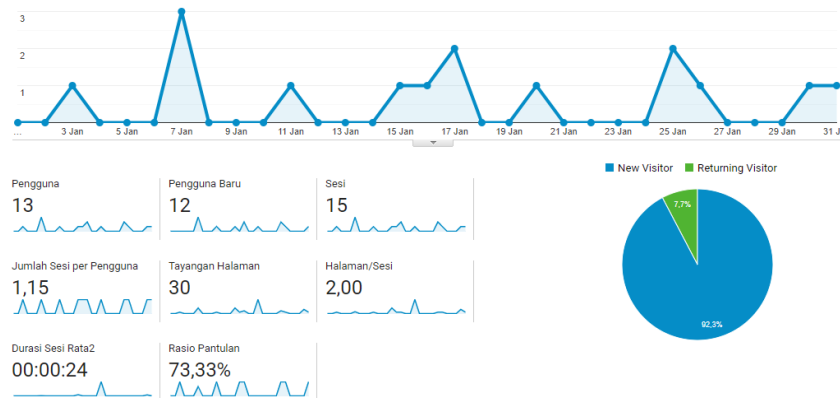 3
2
1
...
3 Jan
5 Jan
7 Jan
9 Jan
11 Jan
13 Jan
15 Jan
17 Jan
19 Jan
21 Jan
23 Jan
25 Jan
27 Jan
29 Jan
31 J
New Visitor
Returning Visitor
Pengguna
13
Pengguna Baru
12
Sesi
15
Jumlah Sesi per Pengguna
1,15
Tayangan Halaman
30
Halaman/Sesi
2,00
Durasi Sesi Rata2
00:00:24
Rasio Pantulan
73,33%
7,7%
92,3%